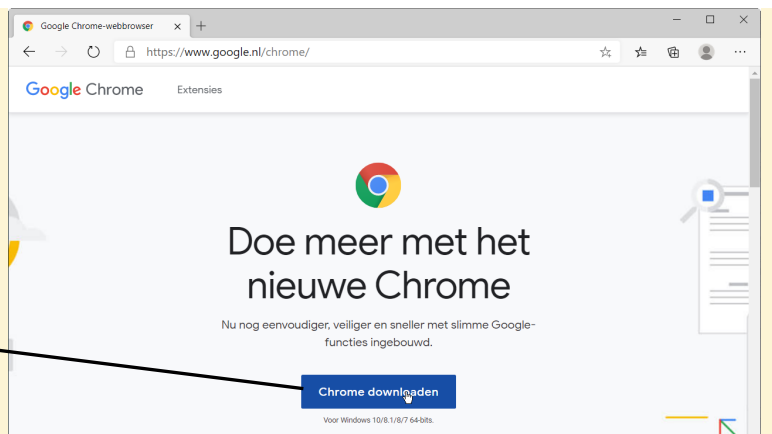 Google Chrome-webbrowser
https://www.google.nl/chrome/
Google Chrome
Extensies
Doe meer met het
nieuwe Chrome
Nu nog eenvoudiger, veiliger en sneller met slimme Google-
functies ingebouwd.
Chrome downloaden
Voor Windows 10/8.1/8/7 64-bits.